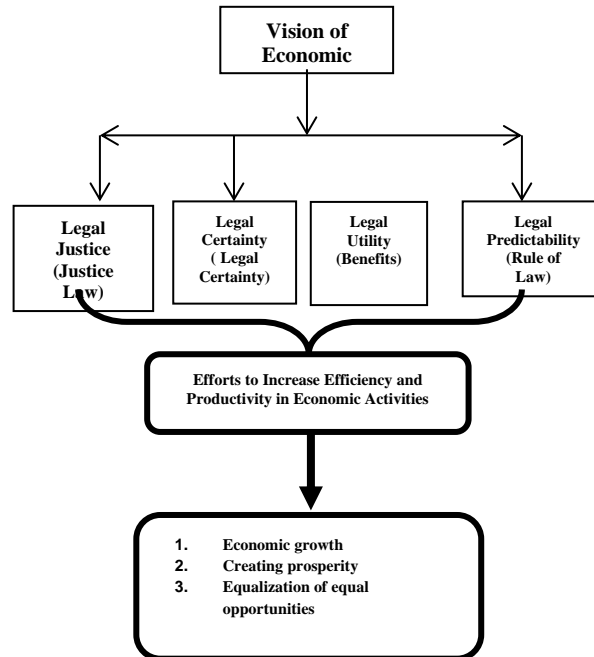 Vision of
Economic
Legal
Justice
(Justice
Law)
Legal
Certainty
( Legal
Certainty)
Legal
Utility
(Benefits)
Legal
Predictability
(Rule of
Law)
Efforts to Increase Efficiency and
Productivity in Economic Activities
1. Economic growth
2. Creating prosperity
3. Equalization of equal
opportunities